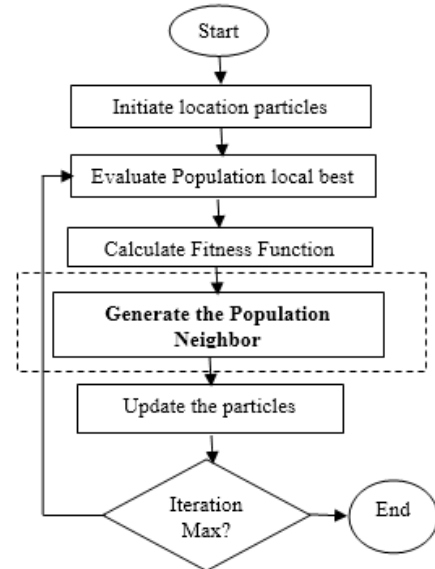 Start
Initiate location particles
Evaluate Population local best
Calculate Fitness Function
Generate the Population
Neighbor
Update the particles
Iteration
Max?
End